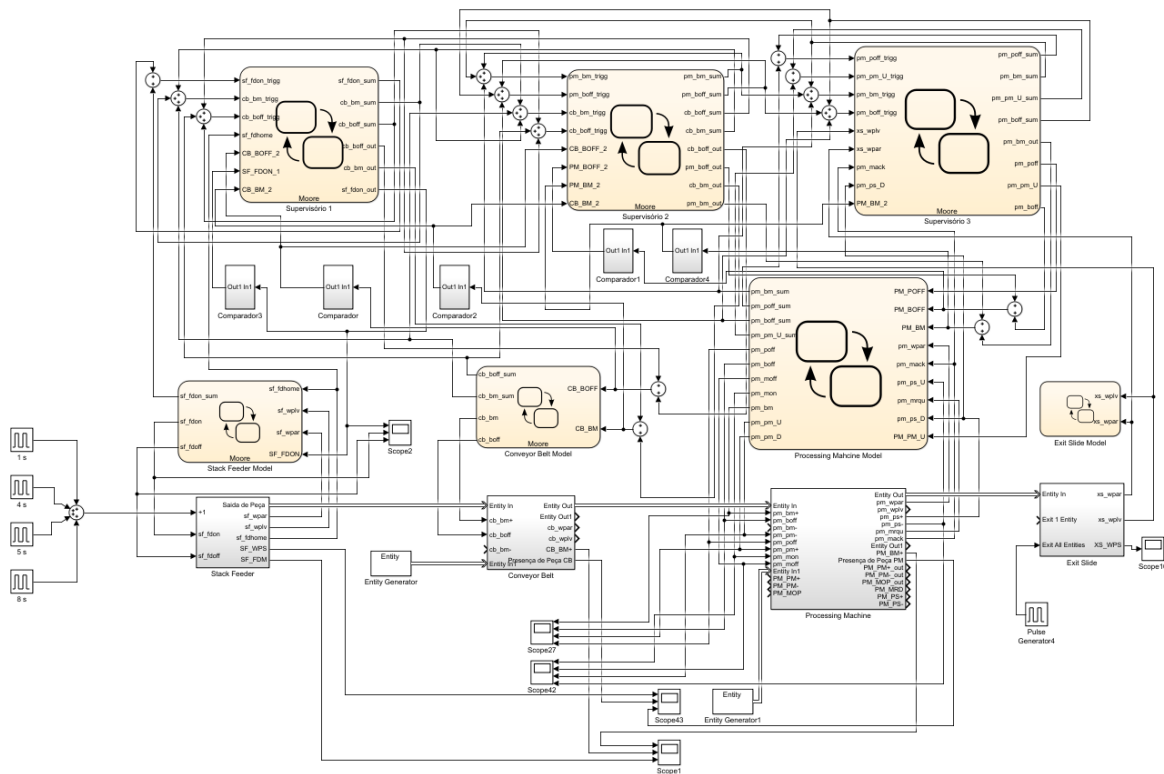 sf_fdon_trigg
cb_bm_trigg
cb_boff_trigg
sf_fdhome
CB_BOFF_2
SF_FDON_1
CB_BM_2
sf_fdon_sum
cb_bm_sum
cb_boff_sum
cb_boff_out
cb_bm_out
sf_fdon_out
Moore
Supervisório 1
pm_bm_trigg
pm_boff_trigg
cb_bm_trigg
cb_boff_trigg
CB_BOFF_2
PM_BOFF_2
PM_BM_2
CB_BM_2
pm_bm_sum
pm_boff_sum
cb_boff_sum
cb_bm_sum
cb_boff_out
pm_boff_out
cb_bm_out
pm_bm_out
Moore
Supervisório 2
pm_poff_trigg
pm_pm_U_trigg
pm_bm_trigg
pm_boff_trigg
xs_wplv
xs_wpar
pm_mack
pm_ps_D
PM_BM_2
pm_poff_sum
pm_bm_sum
pm_pm_U_sum
pm_boff_sum
pm_bm_out
pm_poff
pm_pm_U
pm_boff
Moore
Supervisório 3
Out1 In1
Comparador3
Out1 In1
Comparador
Out1 In1
Comparador2
Out1 In1
Comparador1
Out1 In1
Comparador4
pm_bm_sum
pm_poff_sum
pm_boff_sum
pm_pm_U_sum
pm_poff
pm_boff
pm_moff
pm_mon
pm_bm
pm_pm_U
pm_pm_D
PM_POFF
PM_BOFF
PM_BM
pm_wpar
pm_mack
pm_ps_U
pm_mrqu
pm_ps_D
PM_PM_U
Moore
Processing Mahcine Model
sf_fdon_sum
sf_fdon
sf_fdoff
sf_fdhome
sf_wplv
sf_wpar
SF_FDON
Moore
Stack Feeder Model
Scope2
cb_boff_sum
cb_bm_sum
cb_bm
cb_boff
CB_BOFF
CB_BM
Moore
Conveyor Belt Model
xs_wplv
xs_wpar
Exit Slide Model
1 s
4 s
5 s
8 s
+1
sf_fdon
sf_fdoff
Saida de Peça
sf_wpar
sf_wplv
sf_fdhome
SF_WPS
SF_FDM
Stack Feeder
Entity
Entity Generator
Entity In
cb_bm+
cb_boff
cb_bm-
Entity In1
Entity Out
Entity Out1
cb_wpar
cb_wplv
CB_BM+
Presença de Peça CB
Conveyor Belt
Entity In
pm_bm+
pm_boff
pm_bm-
pm_pm-
pm_poff
pm_pm+
pm_mon
pm_moff
Entity In1
PM_PM+
PM_PM-
PM_MOP
Entity Out
pm_wpar
pm_wplv
pm_ps+
pm_ps-
pm_mrqu
pm_mack
Entity Out1
PM_BM+
Presença de Peça PM
PM_PM+_out
PM_PM-_out
PM_MOP_out
PM_MRD
PM_PS+
PM_PS-
Processing Machine
Entity In
Exit 1 Entity
Exit All Entities
xs_wpar
xs_wplv
XS_WPS
Exit Slide
Pulse
Generator4
Scope27
Scope42
Scope43
Entity
Entity Generator1
Scope1